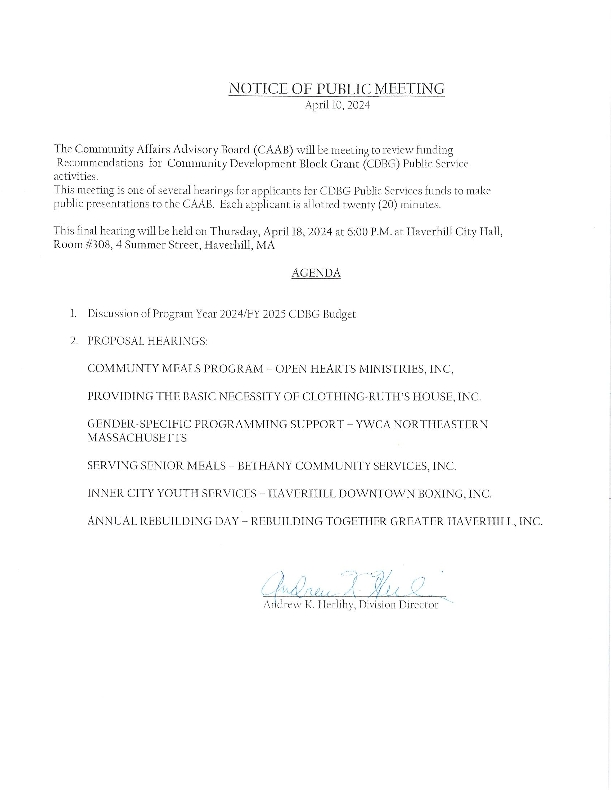 NOTICE OF PUBLIC MEETING
April 10, 2024
The Community Affairs Advisory Board (CAAB) will be meeting to review funding
Recommendations for Community Development Block Grant (CDBG) Public Service
activities.
This meeting is one of several hearings for applicants for CDBG Public Services funds to make
public presentations to the CAAB. Each applicant is allotted twenty (20) minutes.
This final hearing will be held on Thursday, April 18, 2024 at 6:00 P.M. at Haverhill City Hall,
Room #308, 4 Summer Street, Haverhill, MA
AGENDA
1. Discussion of Program Year 2024/FY 2025 CDBG Budget
2. PROPOSAL HEARINGS:
COMMUNTY MEALS PROGRAM – OPEN HEARTS MINISTRIES, INC,
PROVIDING THE BASIC NECESSITY OF CLOTHING-RUTH'S HOUSE, INC.
GENDER-SPECIFIC PROGRAMMING SUPPORT – YWCA NORTHEASTERN
MASSACHUSETTS
SERVING SENIOR MEALS – BETHANY COMMUNITY SERVICES, INC.
INNER CITY YOUTH SERVICES – HAVERHILL DOWNTOWN BOXING, INC.
ANNUAL REBUILDING DAY – REBUILDING TOGETHER GREATER HAVERHILL, INC.
Andrew K. Herlihy, Division Director